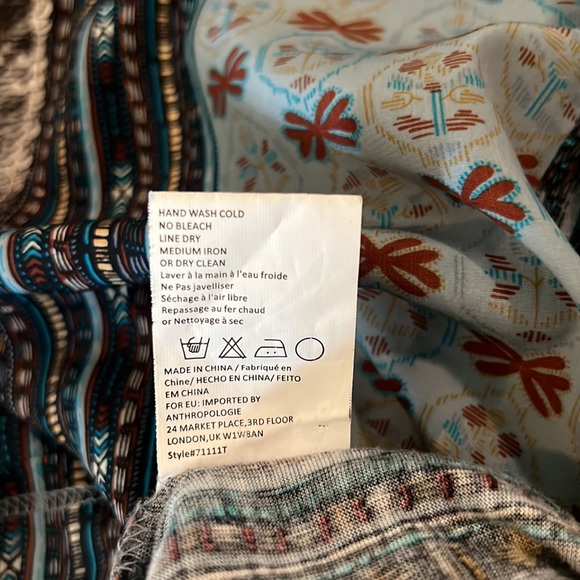 HAND WASH COLD
NO BLEACH
LINE DRY
MEDIUM IRON
OR DRY CLEAN
Laver à la main à l'eau froide
Ne Pas javelliser
Séchage à l'air libre
Repassage au fer chaud
or Nettoyage à sec
MADE IN CHINA / Fabriqué en
Chine/ HECHO EN CHINA/ FEITO
EM CHINA
FOR EU: IMPORTED BY
ANTHROPOLOGIE
24 MARKET PLACE,3RD FLOOR
LONDON,UK W1W8AN
Style#71111T